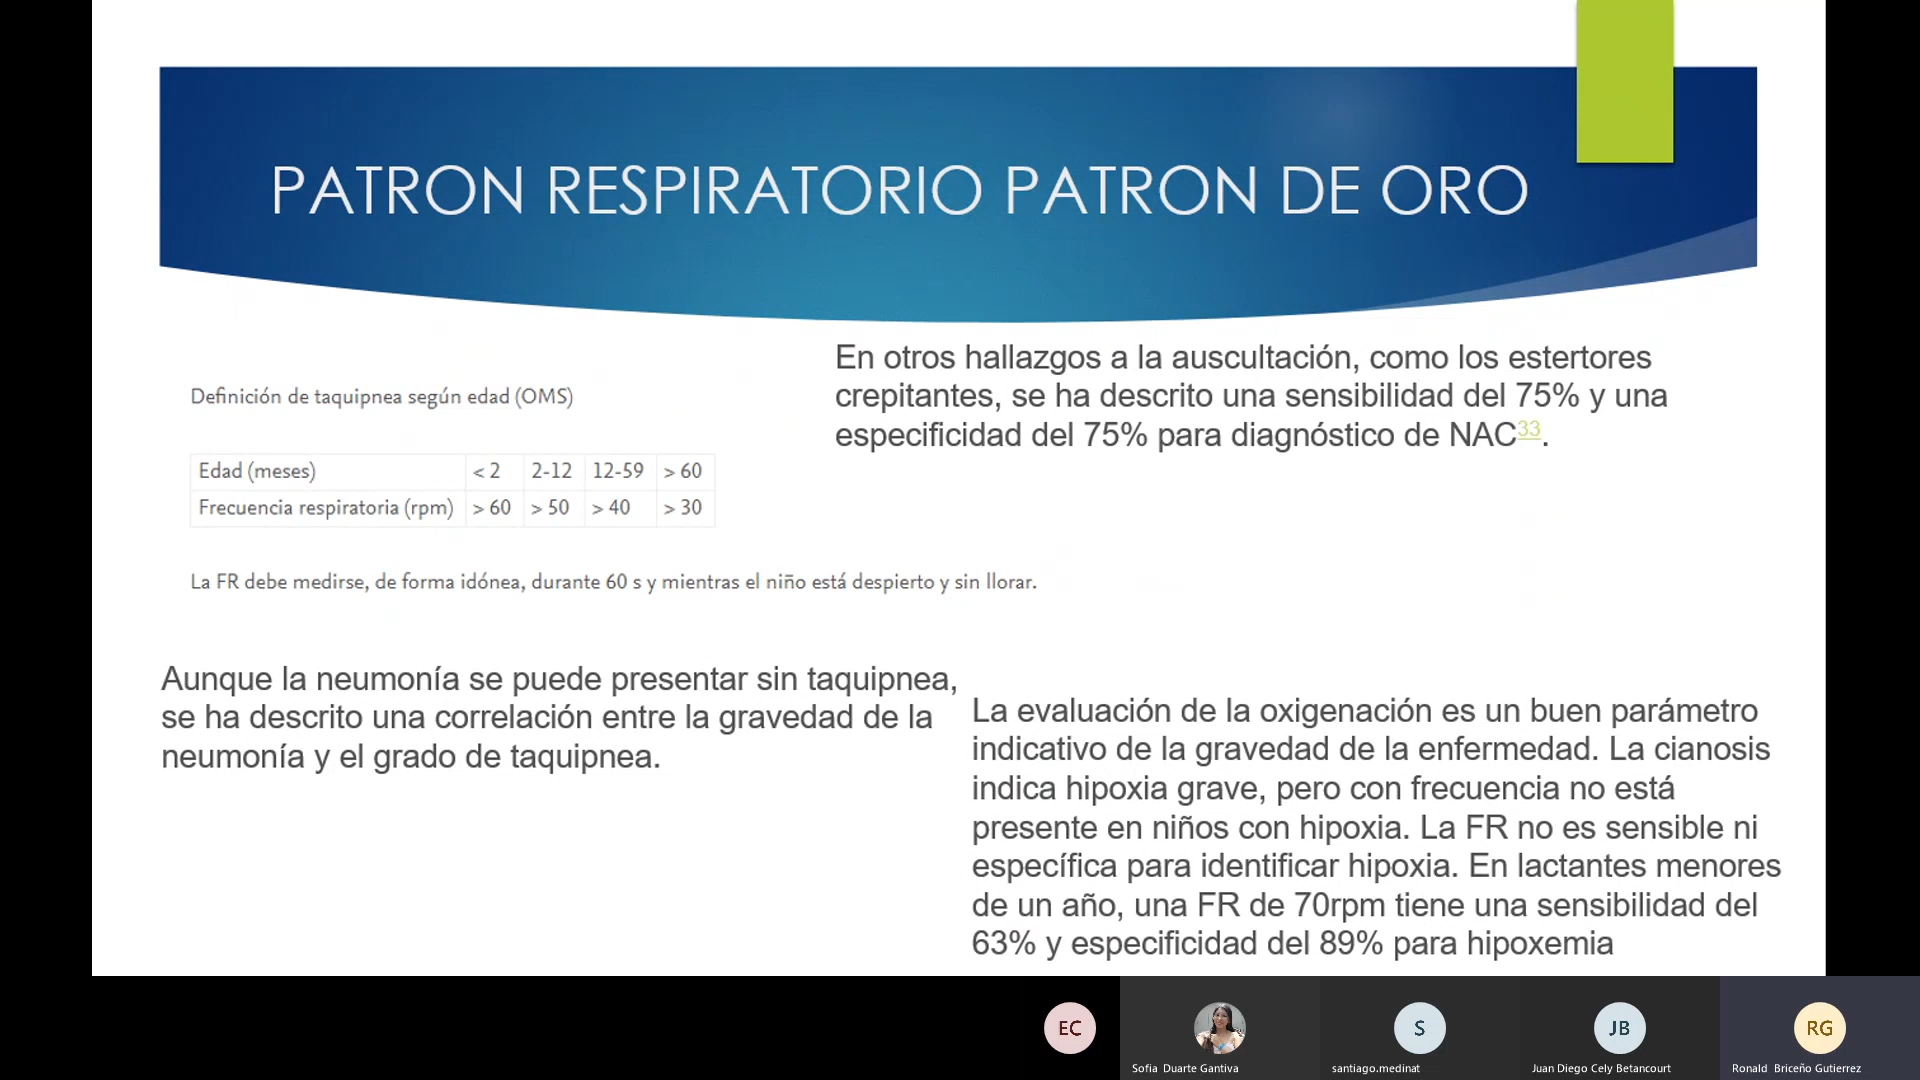 PATRON RESPIRATORIO PATRON DE ORO
Definición de taquipnea según edad (OMS)
Edad (meses) < 2 2-12 12-59 > 60
Frecuencia respiratoria (rpm) > 60 > 50 > 40 > 30
La FR debe medirse, de forma idónea, durante 60 s y mientras el niño está despierto y sin llorar.
En otros hallazgos a la auscultación, como los estertores
crepitantes, se ha descrito una sensibilidad del 75% y una
especificidad del 75% para diagnóstico de NAC33.
Aunque la neumonía se puede presentar sin taquipnea,
se ha descrito una correlación entre la gravedad de la
neumonía y el grado de taquipnea.
La evaluación de la oxigenación es un buen parámetro
indicativo de la gravedad de la enfermedad. La cianosis
indica hipoxia grave, pero con frecuencia no está
presente en niños con hipoxia. La FR no es sensible ni
específica para identificar hipoxia. En lactantes menores
de un año, una FR de 70rpm tiene una sensibilidad del
63% y especificidad del 89% para hipoxemia
EC
S
JB
RG
Sofia Duarte Gantiva
santiago.medinat
Juan Diego Cely Betancourt
Ronald Briceño Gutierrez